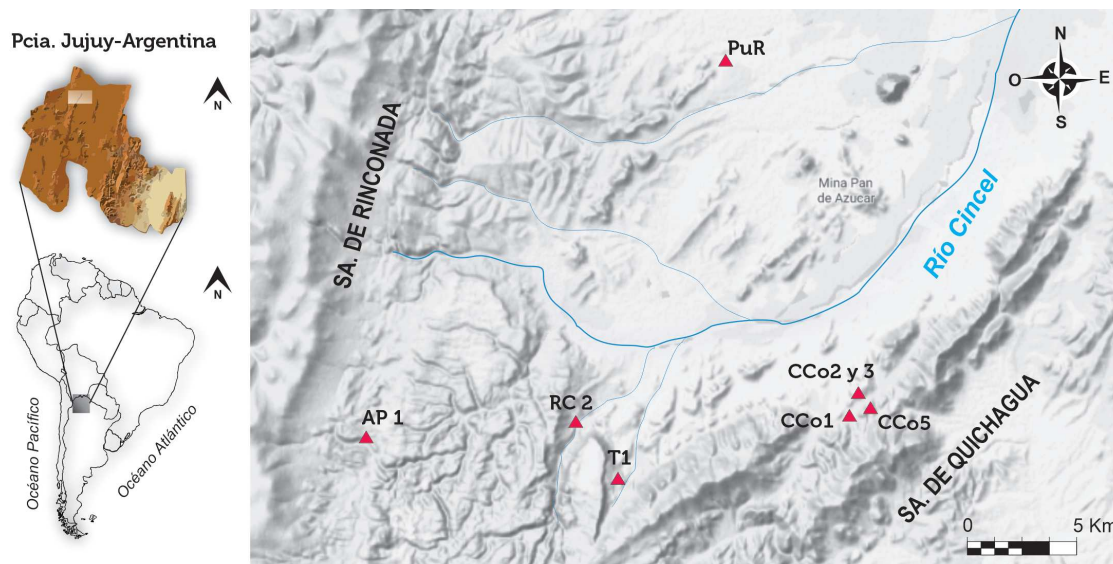 Pcia. Jujuy-Argentina
N
N
Océano Pacífico
Océano Atlántico
PuR
N
O
E
S
SA. DE RINCONADA
Mina Pan
de Azúcar
Río Cincel
CCo2 y 3
AP 1
RC 2
CCo1
CCo5
T1
SA. DE QUICHAGUA
0
5 Km